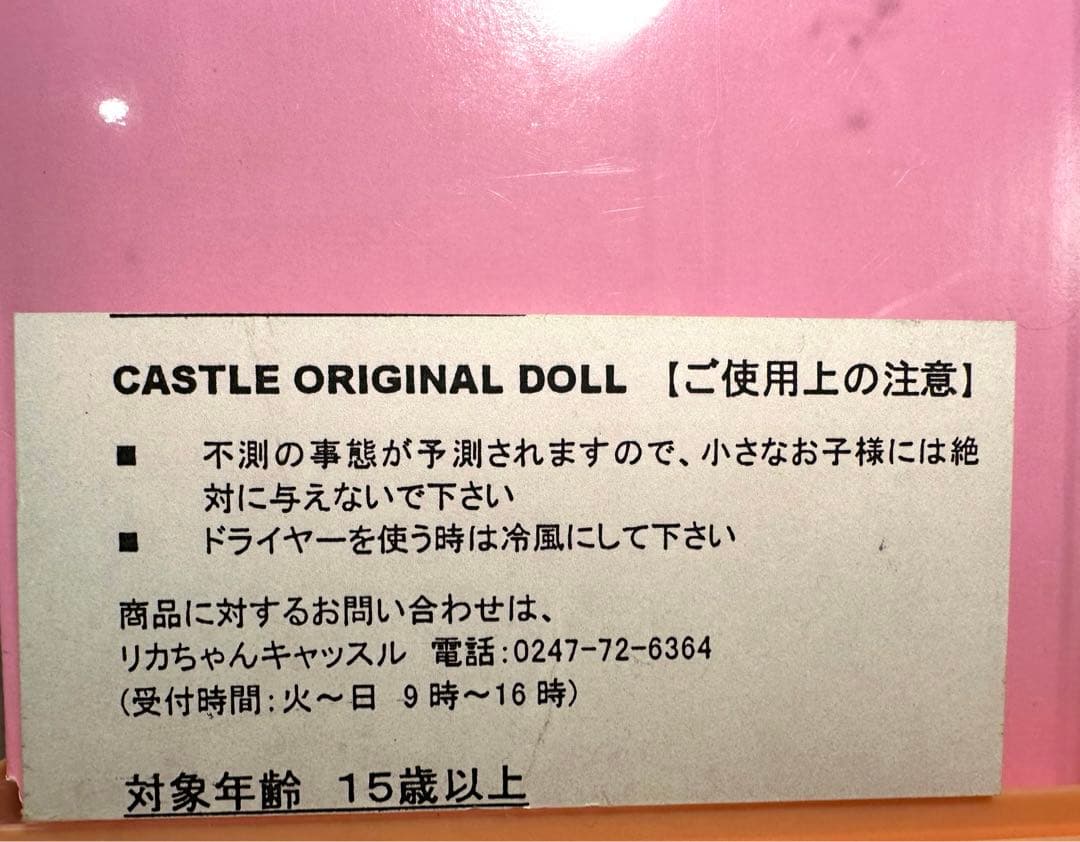 CASTLE ORIGINAL DOLL 【ご使用上の注意】
■ 不測の事態が予測されますので、小さなお子様には絶
対に与えないで下さい
■ ドライヤーを使う時は冷風にして下さい
商品に対するお問い合わせは、
リカちゃんキャッスル 電話:0247-72-6364
(受付時間:火～日 9時～16時)
対象年齢 15歳以上